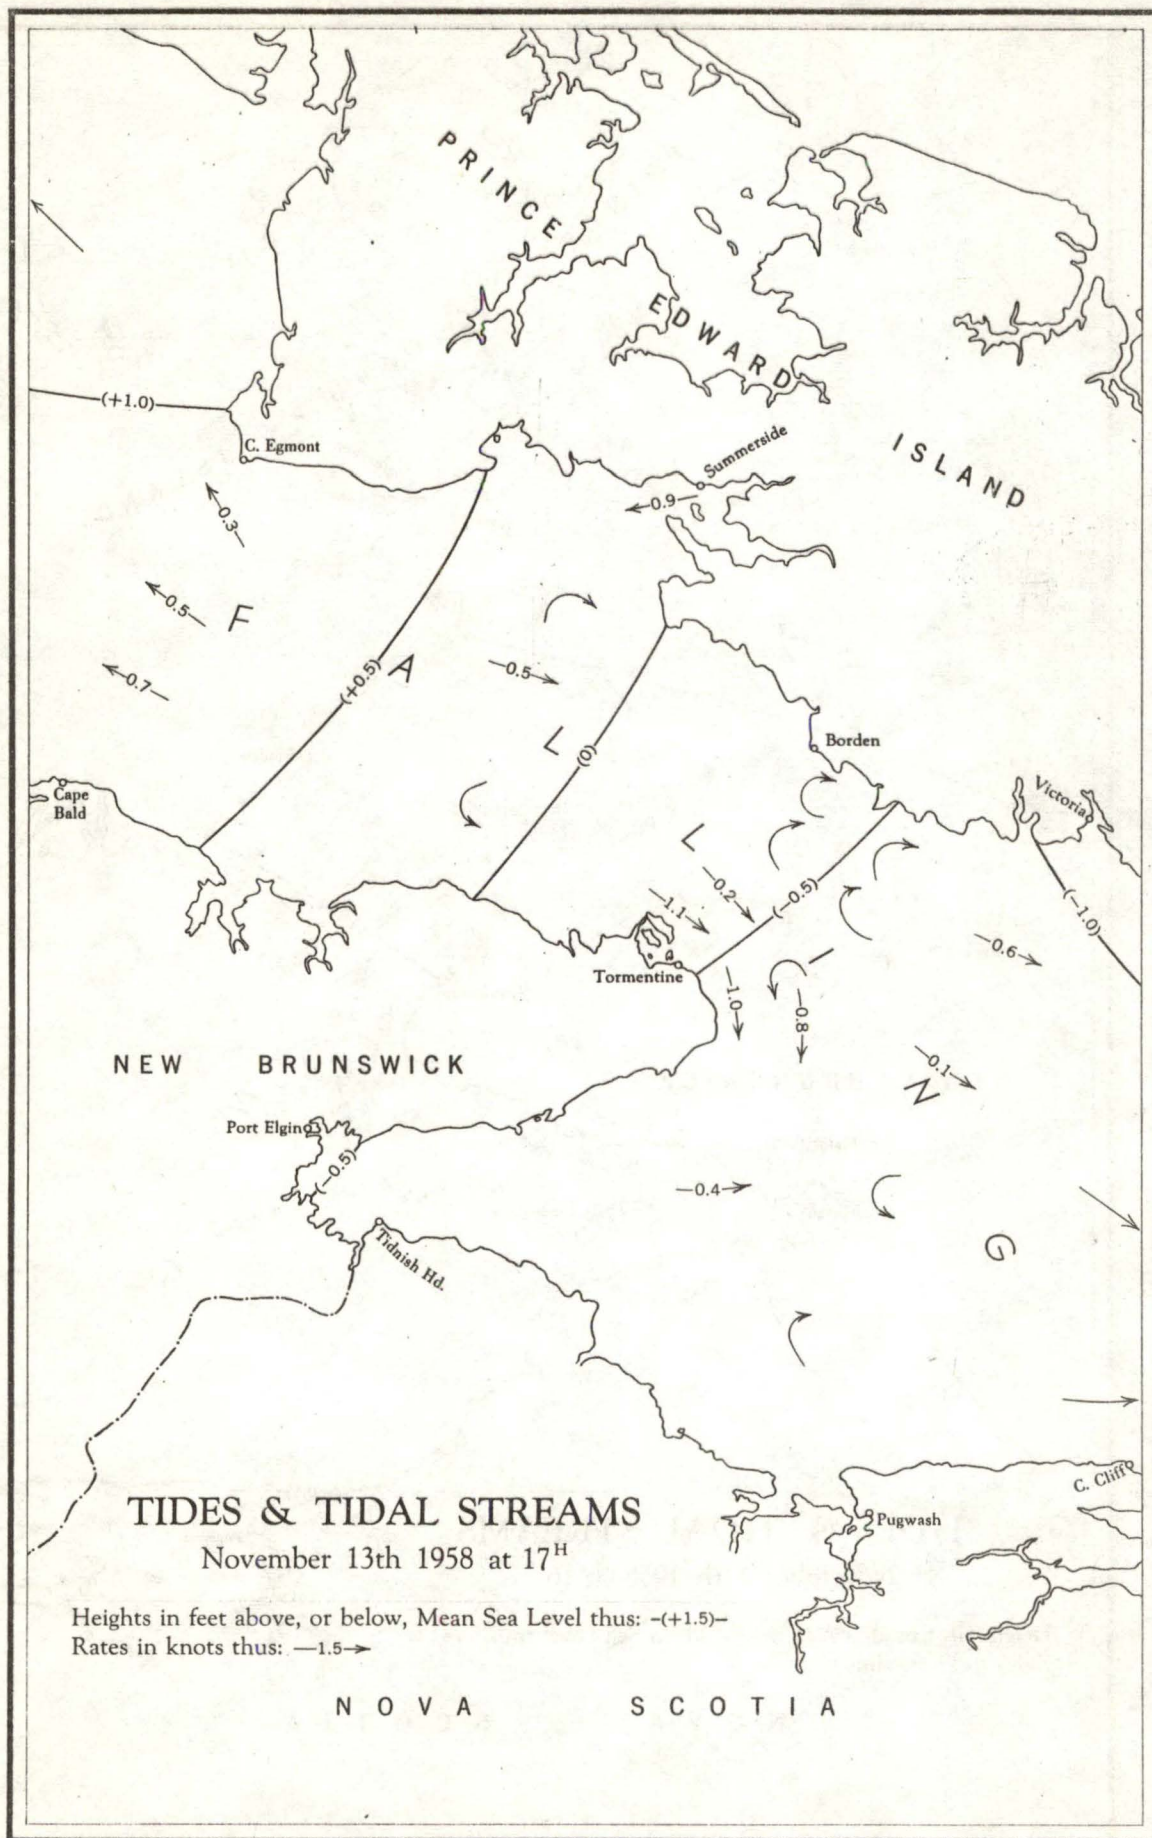 PRINCE
EDWARD
ISLAND
(+1.0)
C. Egmont
Summerside
0.9
0.3
0.5
0.7
FALLING
(+0.5)
0.5
(0)
Borden
Victoria
Cape
Bald
0.2
1.1
(-0.5)
(-1.0)
0.6
Tormentine
1.0
0.8
0.1
NEW BRUNSWICK
Port Elgin
(-0.5)
0.4
Tidnish Hd.
C. Cliff
Pugwash
TIDES & TIDAL STREAMS
November 13th 1958 at 17H
Heights in feet above, or below, Mean Sea Level thus: -(+1.5)-
Rates in knots thus: —1.5→
NOVA SCOTIA